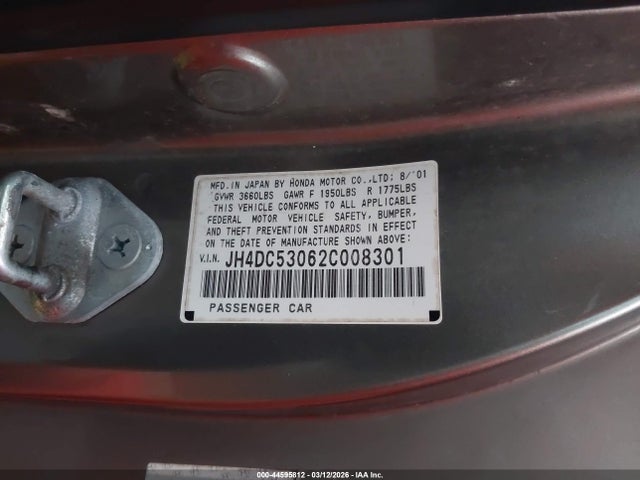 MFD.IN JAPAN BY HONDA MOTOR CO.,LTD: 8/'01
GVWR 3660LBS GAWR F 1950LBS R 1775LBS
THIS VEHICLE CONFORMS TO ALL APPLICABLE
FEDERAL MOTOR VEHICLE SAFETY, BUMPER,
AND THEFT PREVENTION STANDARDS IN EFFECT
ON THE DATE OF MANUFACTURE SHOWN ABOVE:
V.I.N. JH4DC53062C008301
PASSENGER CAR
000-44595812 - 03/12/2026 - IAA Inc.